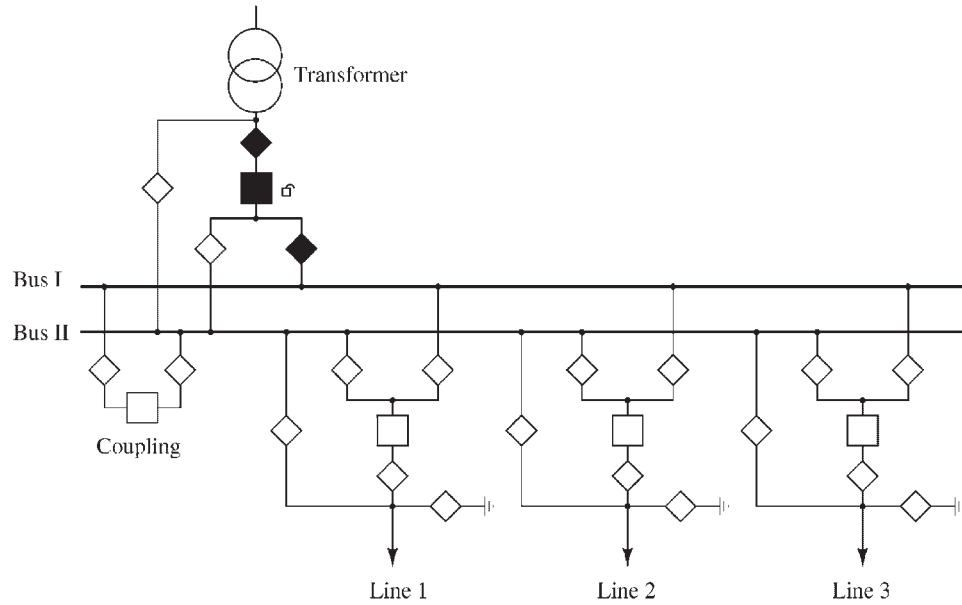 Transformer
Bus I
Bus II
Coupling
Line 1
Line 2
Line 3